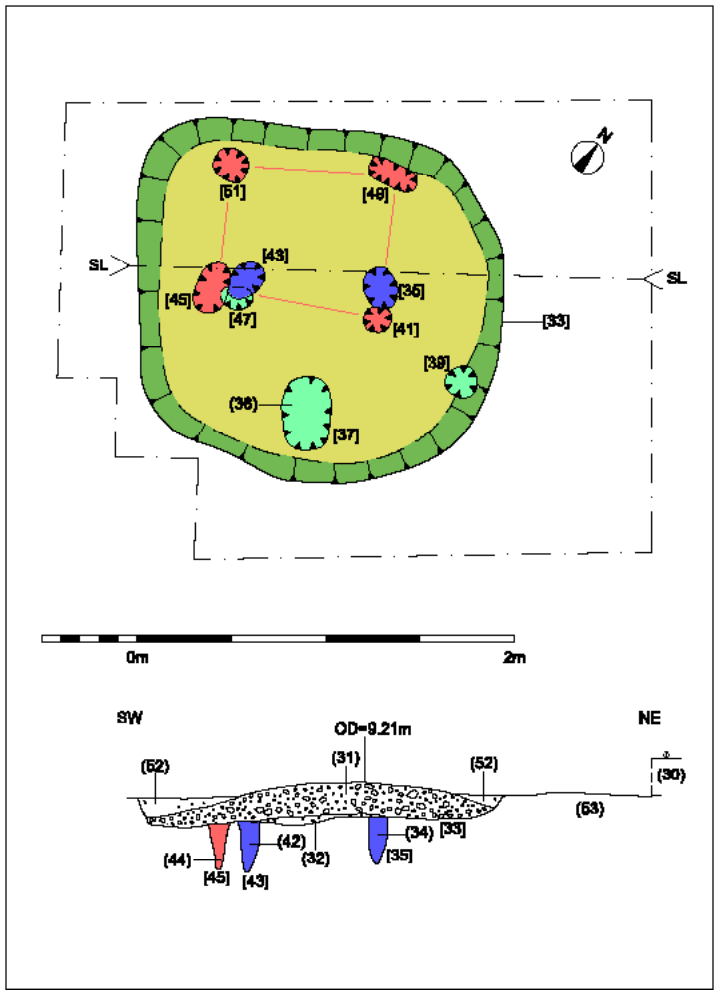 N
[51]
[49]
SL
[43]
SL
[45]
[35]
[47]
[41]
[33]
[39]
(36)
[37]
0m 2m
SW NE
OD=9.21m
(52) (31) (52)
(30)
(53)
(34) [33]
(42)
(44) (32)
[45] [43] [35]